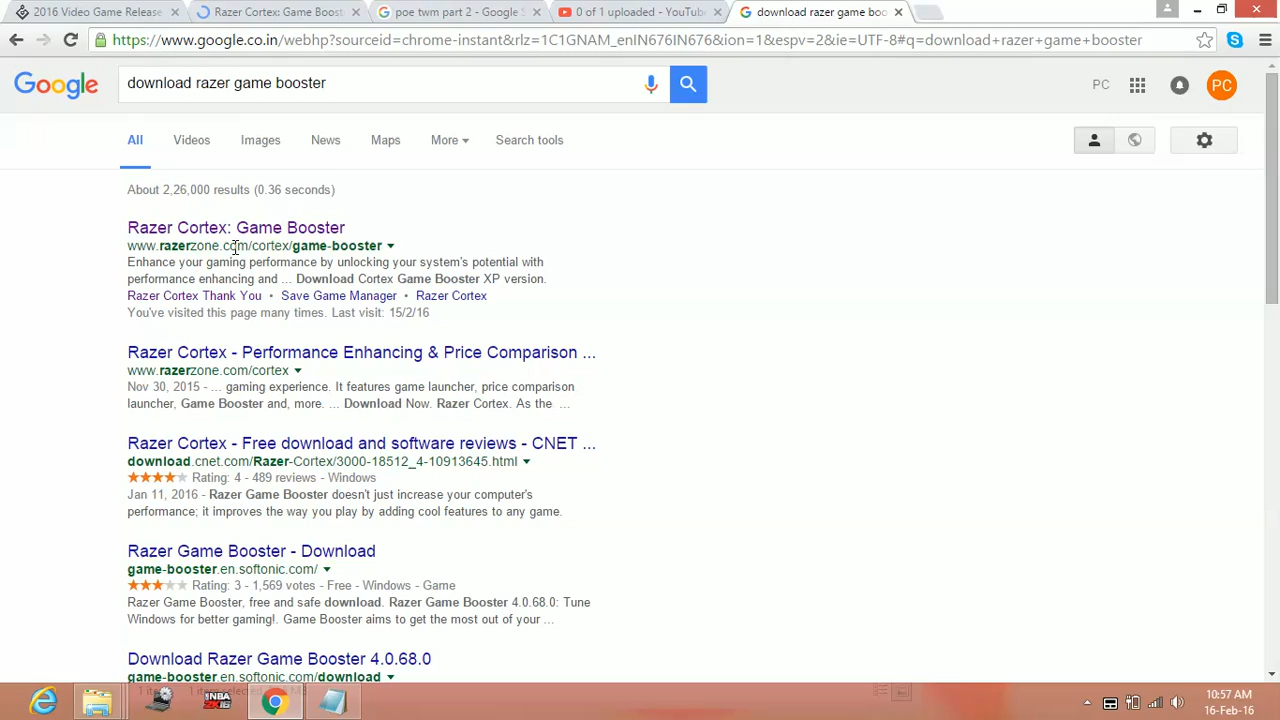 2016 Video Game Release
Razer Cortex: Game Boost
poe twm part 2 - Google S
0 of 1 uploaded - YouTub
download razer game boo
https://www.google.co.in/webhp?sourceid=chrome-instant&rlz=1C1GNAM_enIN676IN676&ion=1&espv=2&ie=UTF-8#q=download+razer+game+booster
Google
download razer game booster
PC
PC
All Videos Images News Maps More Search tools
About 2,26,000 results (0.36 seconds)
Razer Cortex: Game Booster
www.razerzone.com/cortex/game-booster
Enhance your gaming performance by unlocking your system's potential with
performance enhancing and ... Download Cortex Game Booster XP version.
Razer Cortex Thank You • Save Game Manager • Razer Cortex
You've visited this page many times. Last visit: 15/2/16
Razer Cortex - Performance Enhancing & Price Comparison ...
www.razerzone.com/cortex
Nov 30, 2015 - ... gaming experience. It features game launcher, price comparison
launcher, Game Booster and, more. ... Download Now. Razer Cortex. As the ...
Razer Cortex - Free download and software reviews - CNET ...
download.cnet.com/Razer-Cortex/3000-18512_4-10913645.html
Rating: 4 - 489 reviews - Windows
Jan 11, 2016 - Razer Game Booster doesn't just increase your computer's
performance; it improves the way you play by adding cool features to any game.
Razer Game Booster - Download
game-booster.en.softonic.com/
Rating: 3 - 1,569 votes - Free - Windows - Game
Razer Game Booster, free and safe download. Razer Game Booster 4.0.68.0: Tune
Windows for better gaming!. Game Booster aims to get the most out of your ...
Download Razer Game Booster 4.0.68.0
game-booster.en.softonic.com/download
NBA
2K16
10:57 AM
16-Feb-16